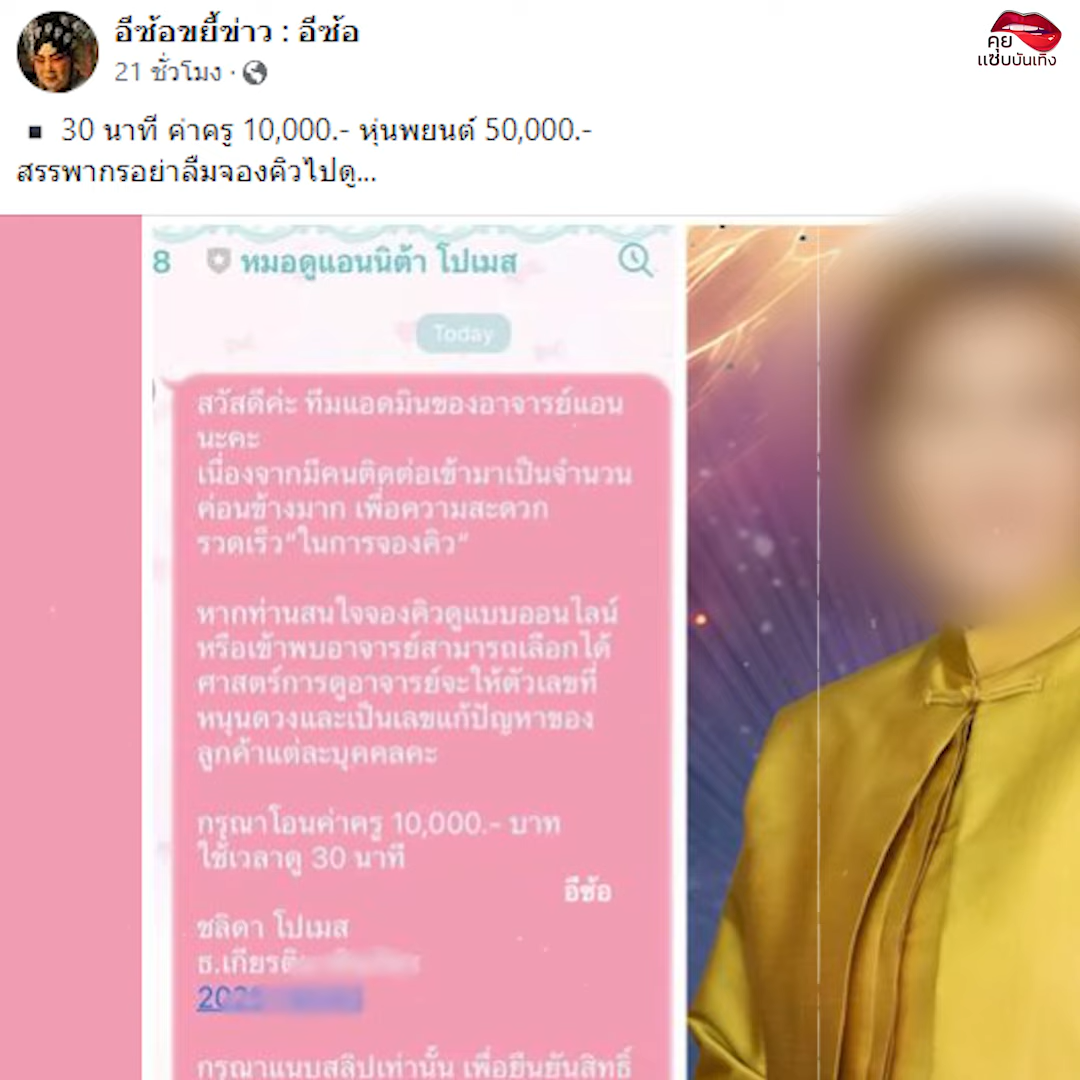 อีซ้อขยี้ข่าว : อีซ้อ
21 ชั่วโมง ·
คุย
แซ่บบันเทิง
▪ 30 นาที ค่าครู 10,000.- หุ่นพยนต์ 50,000.-
สรรพากรอย่าลืมจองคิวไปดู...
8 หมอดูแอนนิต้า โปเมส
Today
สวัสดีค่ะ ทีมแอดมินของอาจารย์แอน
นะคะ
เนื่องจากมีคนติดต่อเข้ามาเป็นจำนวน
ค่อนข้างมาก เพื่อความสะดวก
รวดเร็ว"ในการจองคิว"
หากท่านสนใจจองคิวดูแบบออนไลน์
หรือเข้าพบอาจารย์สามารถเลือกได้
ศาสตร์การดูอาจารย์จะให้ตัวเลขที่
หนุนดวงและเป็นเลขแก้ปัญหาของ
ลูกค้าแต่ละบุคคลคะ
กรุณาโอนค่าครู 10,000.- บาท
ใช้เวลาดู 30 นาที
อีซ้อ
ชลิดา โปเมส
ธ.เกียรติ
กรุณาแนบสลิปเท่านั้น เพื่อยืนยันสิทธิ์